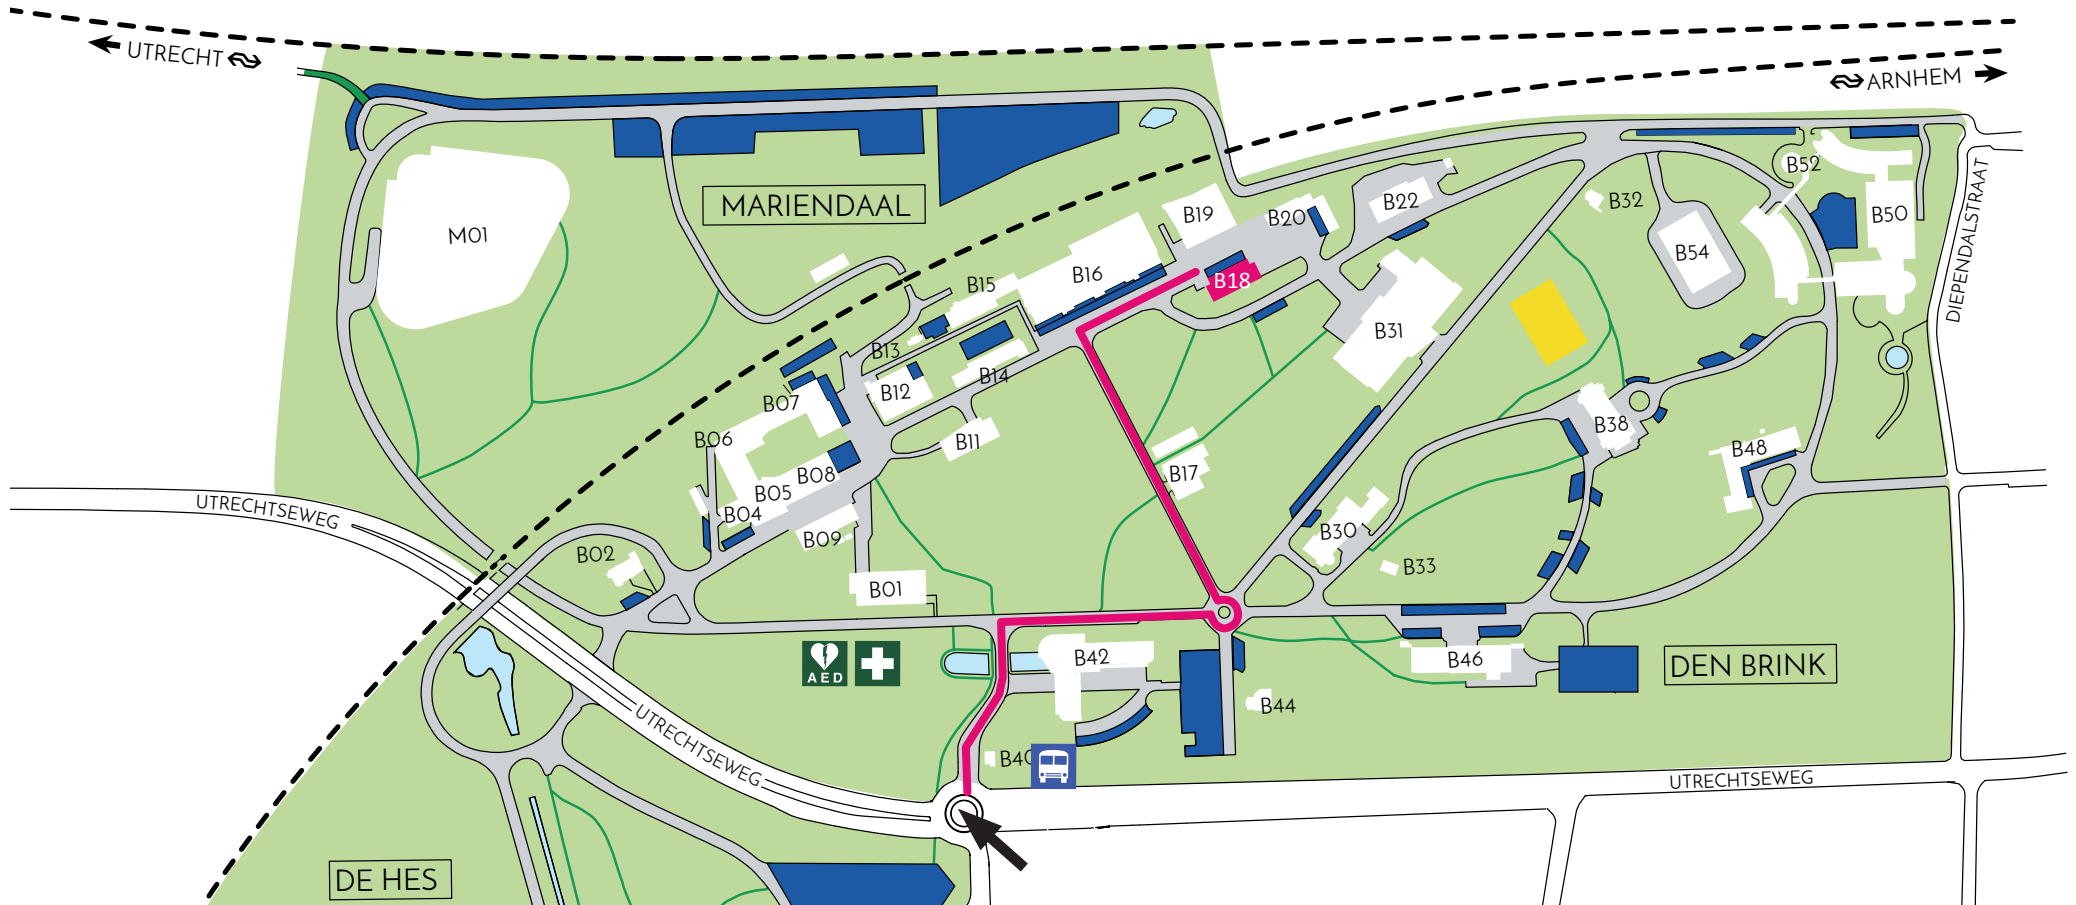 UTRECHT
ARNHEM
MARIENDAAL
M01
B19
B20
B22
B32
B52
B50
B54
DIEPENDALSTRAAT
B15
B16
B18
B31
B13
B12
B14
B07
B06
B11
B08
B05
B04
B09
B17
B38
B48
B30
B33
B02
B01
UTRECHTSEWEG
AED
B42
B46
DEN BRINK
B44
UTRECHTSEWEG
B40
UTRECHTSEWEG
DE HES